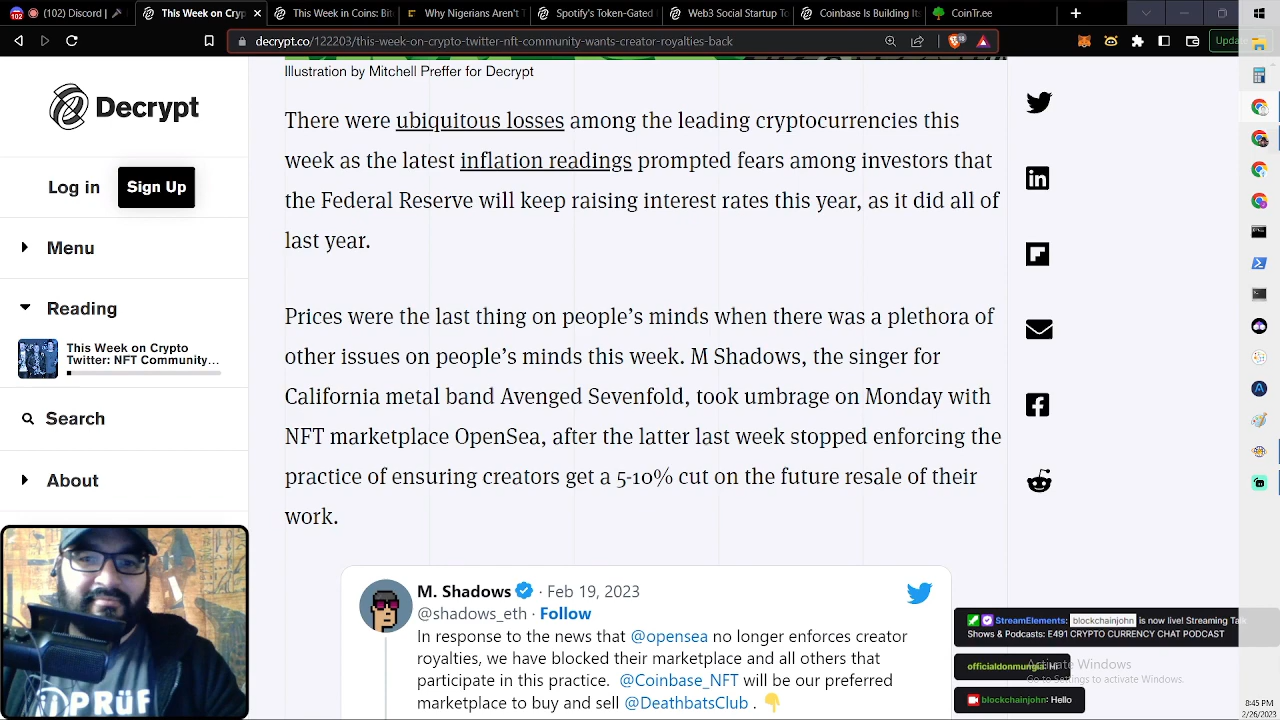 (102) Discord |
This Week on Cryp
This Week in Coins: Bit
Why Nigerians Aren't T
Spotify's Token-Gated
Web3 Social Startup To
Coinbase Is Building Its
CoinTr.ee
decrypt.co/122203/this-week-on-crypto-twitter-nft-community-wants-creator-royalties-back
Upda
Illustration by Mitchell Preffer for Decrypt
Decrypt
Log in
Sign Up
Menu
Reading
This Week on Crypto
Twitter: NFT Community...
Search
About
There were ubiquitous losses among the leading cryptocurrencies this
week as the latest inflation readings prompted fears among investors that
the Federal Reserve will keep raising interest rates this year, as it did all of
last year.
Prices were the last thing on people’s minds when there was a plethora of
other issues on people’s minds this week. M Shadows, the singer for
California metal band Avenged Sevenfold, took umbrage on Monday with
NFT marketplace OpenSea, after the latter last week stopped enforcing the
practice of ensuring creators get a 5-10% cut on the future resale of their
work.
M. Shadows · Feb 19, 2023
@shadows_eth · Follow
In response to the news that @opensea no longer enforces creator
royalties, we have blocked their marketplace and all others that
participate in this practice. @Coinbase_NFT will be our preferred
marketplace to buy and sell @DeathbatsClub . 👇
StreamElements: blockchainjohn is now live! Streaming Talk
Shows & Podcasts: E491 CRYPTO CURRENCY CHAT PODCAST
officialdonmungia: Hi
blockchainjohn: Hello
Activate Windows
Go to Settings to activate Windows.
8:45 PM
2/26/2023
PRÜF